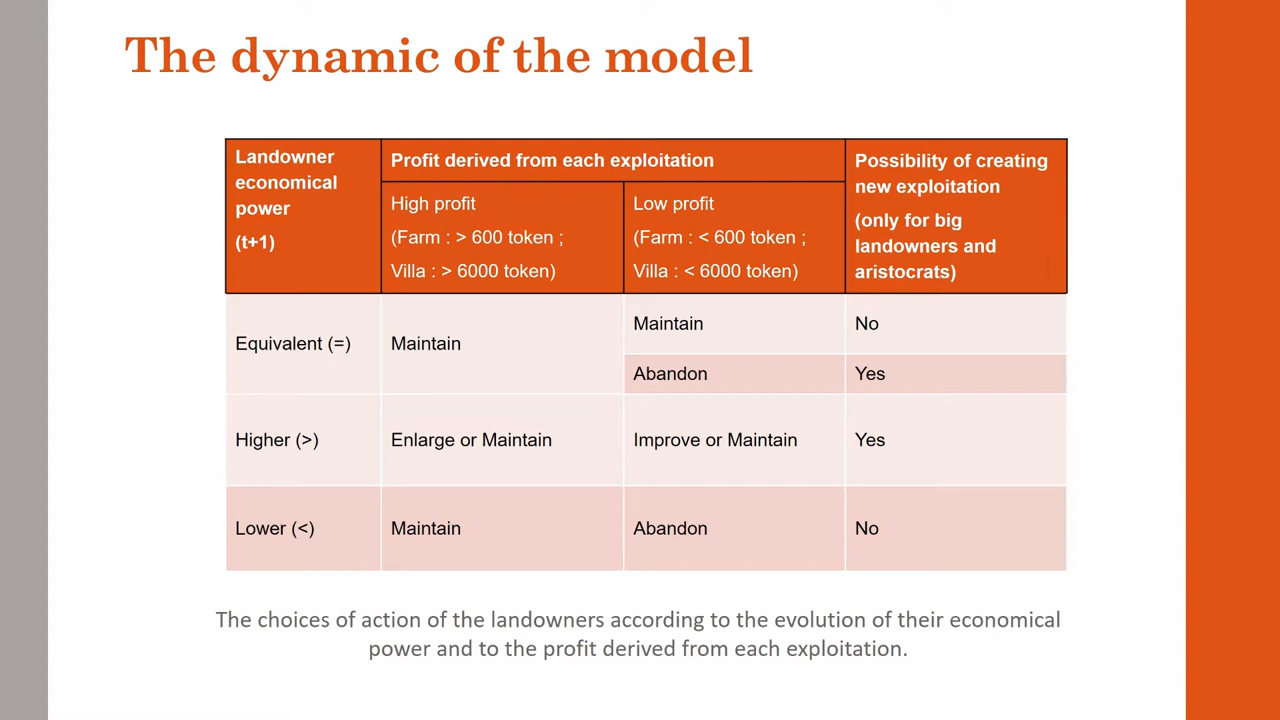 The dynamic of the model
Landowner
economical
power
(t+1)
Profit derived from each exploitation
Possibility of creating
new exploitation
(only for big
landowners and
aristocrats)
High profit
(Farm : > 600 token ;
Villa : > 6000 token)
Low profit
(Farm : < 600 token ;
Villa : < 6000 token)
Equivalent (=)
Maintain
Maintain
No
Abandon
Yes
Higher (>)
Enlarge or Maintain
Improve or Maintain
Yes
Lower (<)
Maintain
Abandon
No
The choices of action of the landowners according to the evolution of their economical
power and to the profit derived from each exploitation.